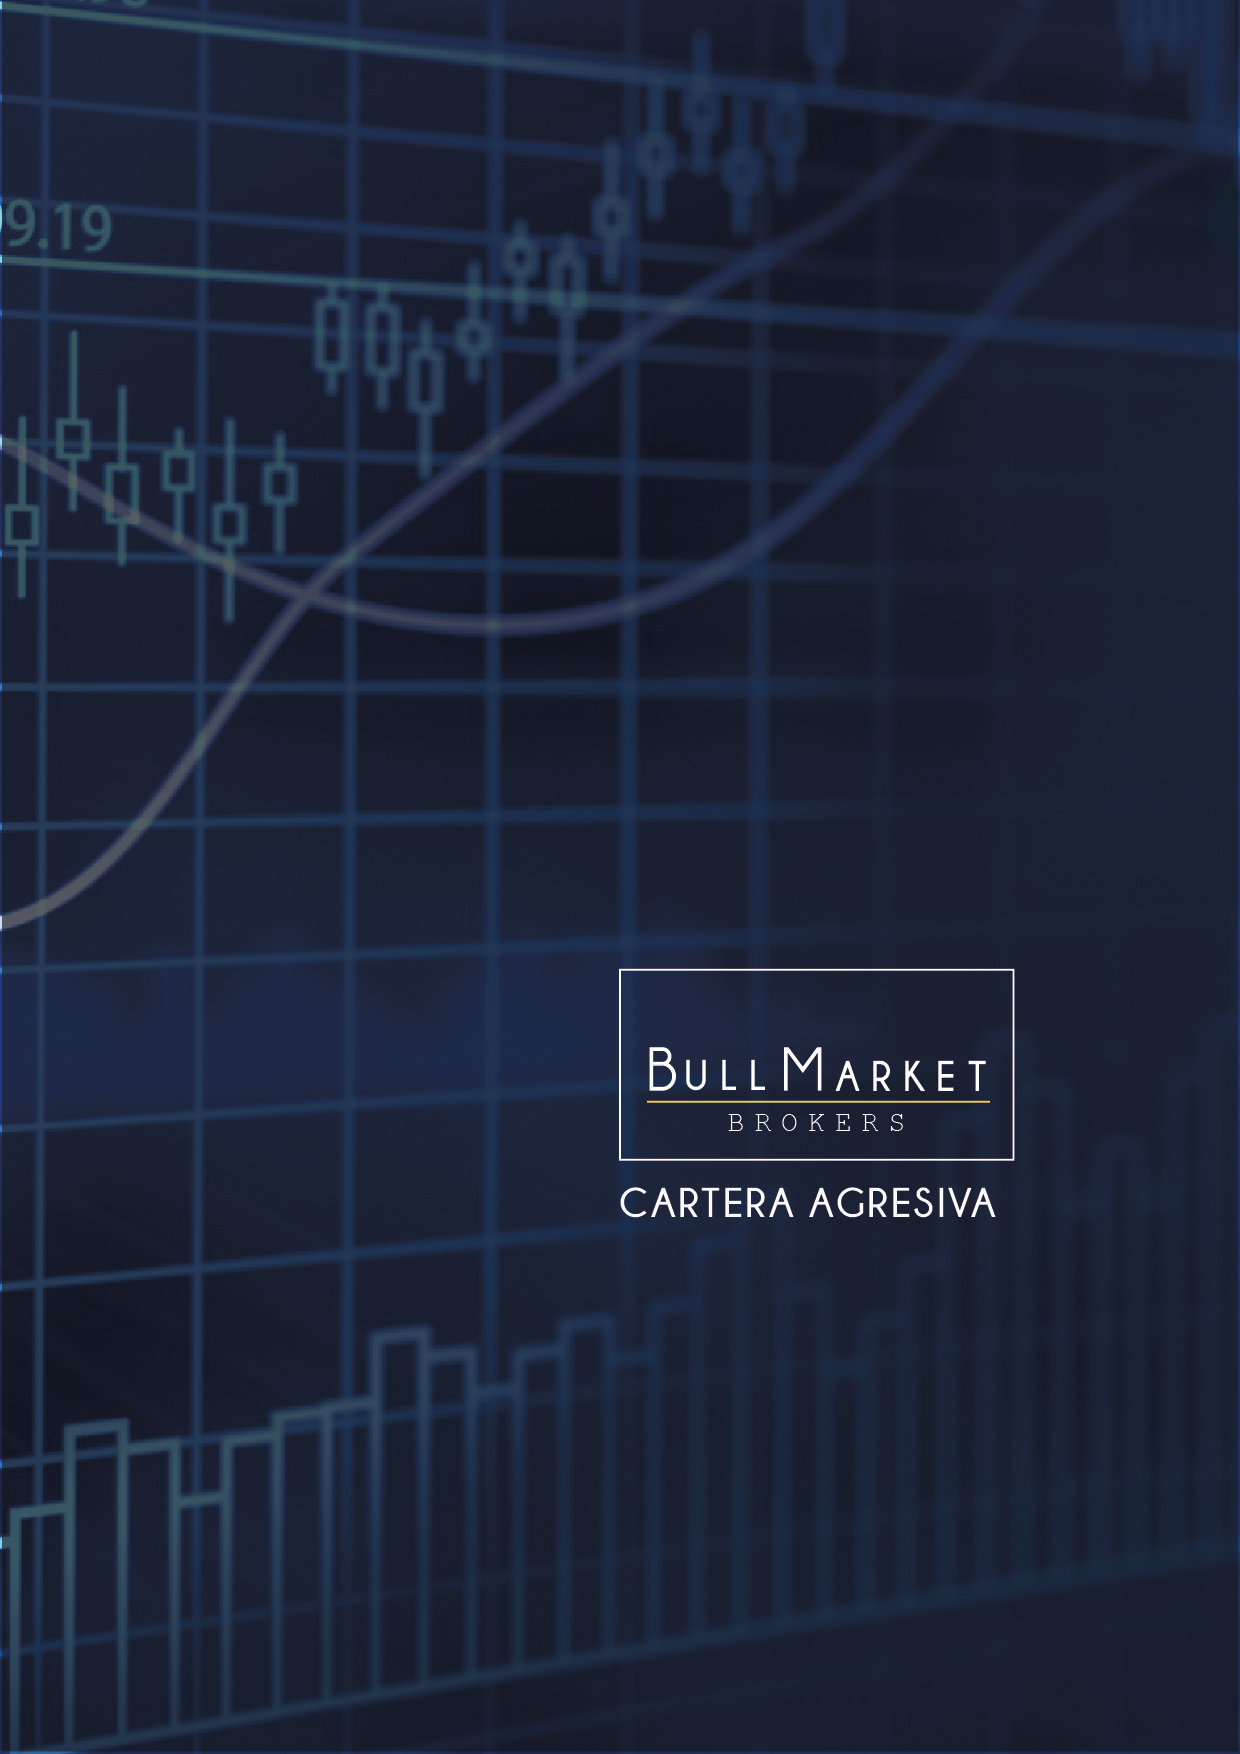 9.19
BULL MARKET
BROKERS
CARTERA AGRESIVA